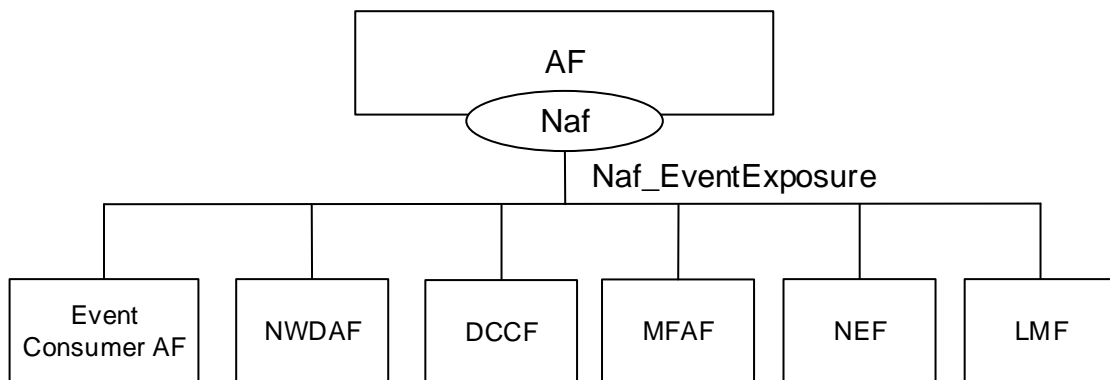 AF
Naf
Naf_EventExposure
Event
Consumer AF
NWDAF
DCCF
MFAF
NEF
LMF